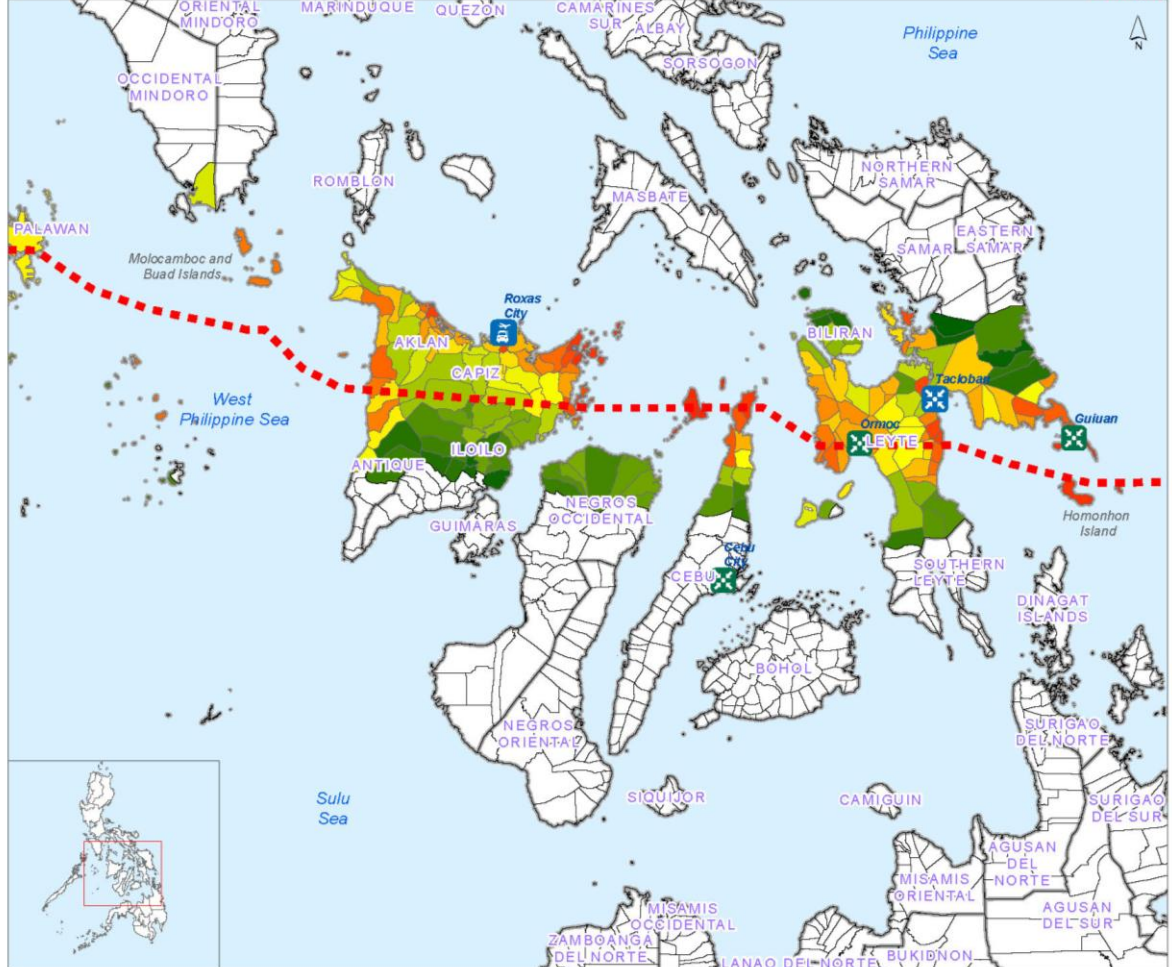 ORIENTAL
MINDORO
MARINDUQUE
QUEZON
CAMARINES
SUR
ALBAY
SORSOGON
Philippine
Sea
N
OCCIDENTAL
MINDORO
ROMBLON
MASBATE
NORTHERN
SAMAR
SAMAR
EASTERN
SAMAR
PALAWAN
Molocamboc and
Buad Islands
Roxas
City
AKLAN
CAPIZ
BILIRAN
Tacloban
West
Philippine Sea
Ormoc
LEYTE
Guiuan
ANTIQUE
ILOILO
GUIMARAS
NEGROS
OCCIDENTAL
Homonhon
Island
Cebu
City
CEBU
SOUTHERN
LEYTE
DINAGAT
ISLANDS
BOHOL
NEGROS
ORIENTAL
SURIGAO
DEL NORTE
Sulu
Sea
SIQUIJOR
CAMIGUIN
SURIGAO
DEL SUR
AGUSAN
DEL
NORTE
MISAMIS
ORIENTAL
AGUSAN
DEL SUR
MISAMIS
OCCIDENTAL
ZAMBOANGA
DEL NORTE
LANAO DEL NORTE
BUKIDNON